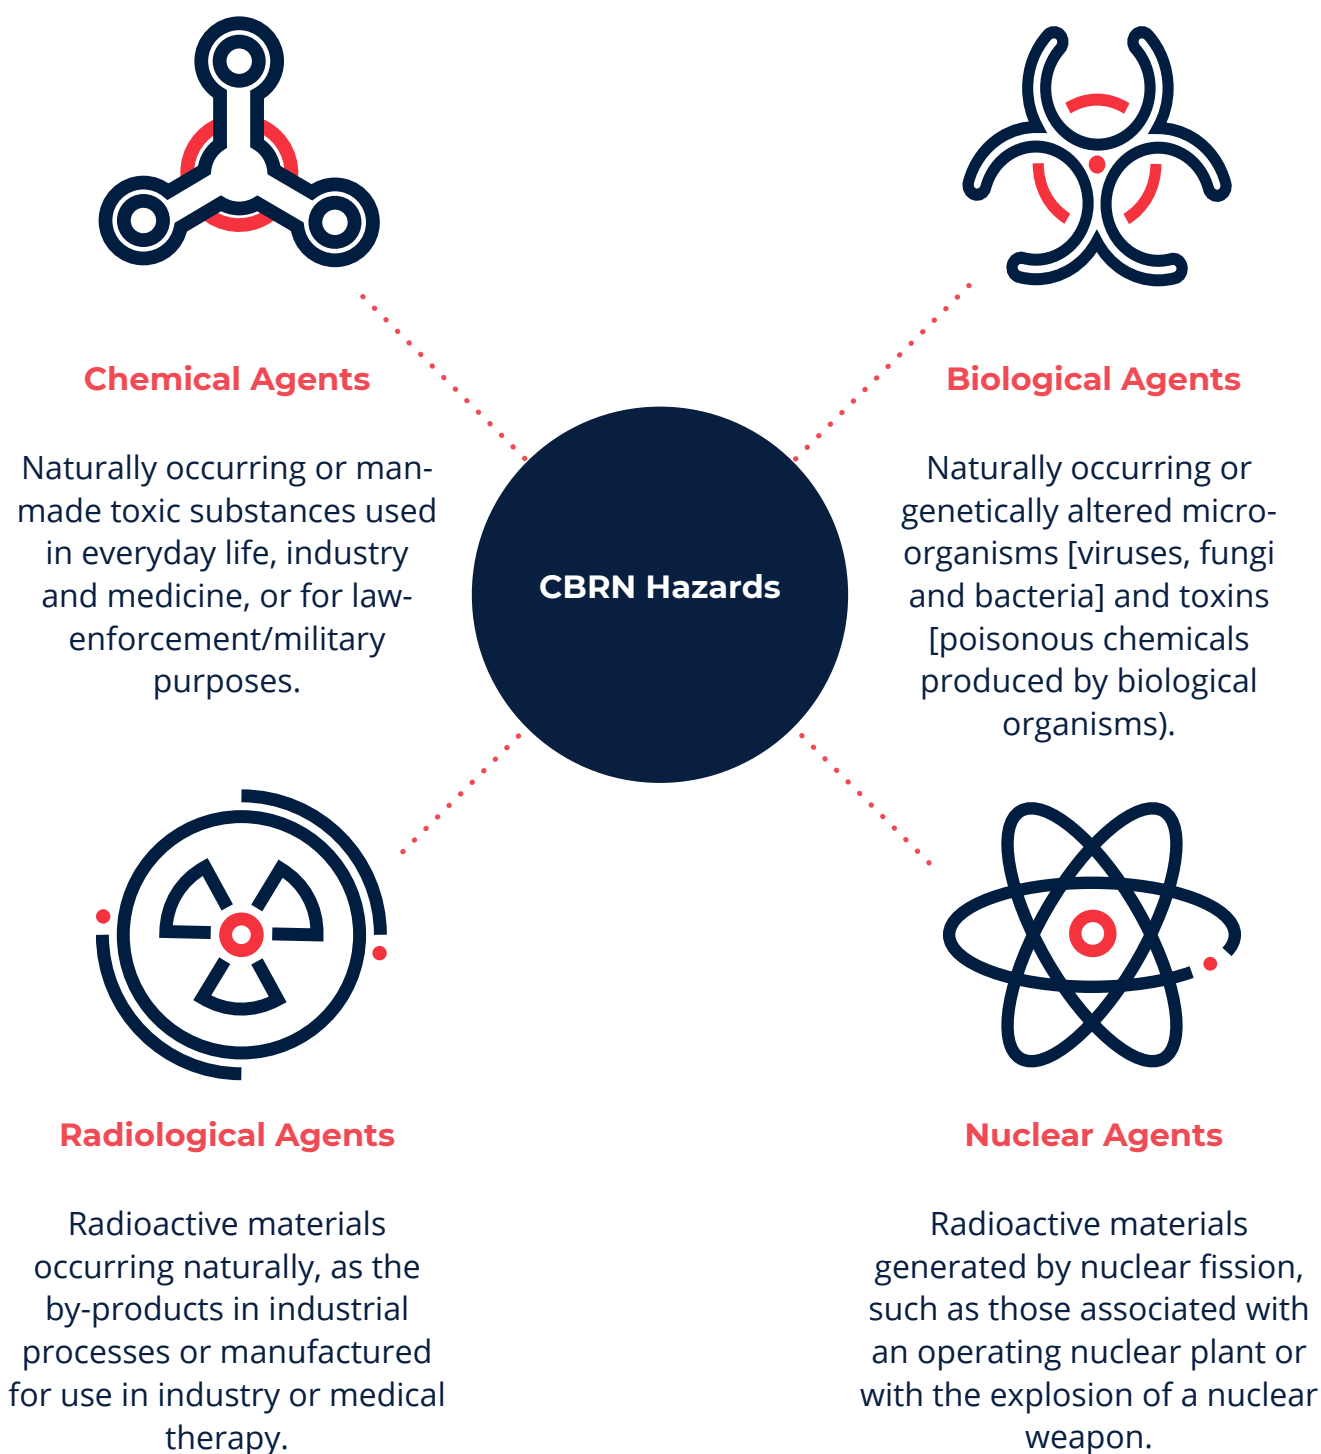 Chemical Agents
Naturally occurring or man-
made toxic substances used
in everyday life, industry
and medicine, or for law-
enforcement/military
purposes.
Biological Agents
Naturally occurring or
genetically altered micro-
organisms [viruses, fungi
and bacteria] and toxins
[poisonous chemicals
produced by biological
organisms).
CBRN Hazards
Radiological Agents
Radioactive materials
occurring naturally, as the
by-products in industrial
processes or manufactured
for use in industry or medical
therapy.
Nuclear Agents
Radioactive materials
generated by nuclear fission,
such as those associated with
an operating nuclear plant or
with the explosion of a nuclear
weapon.